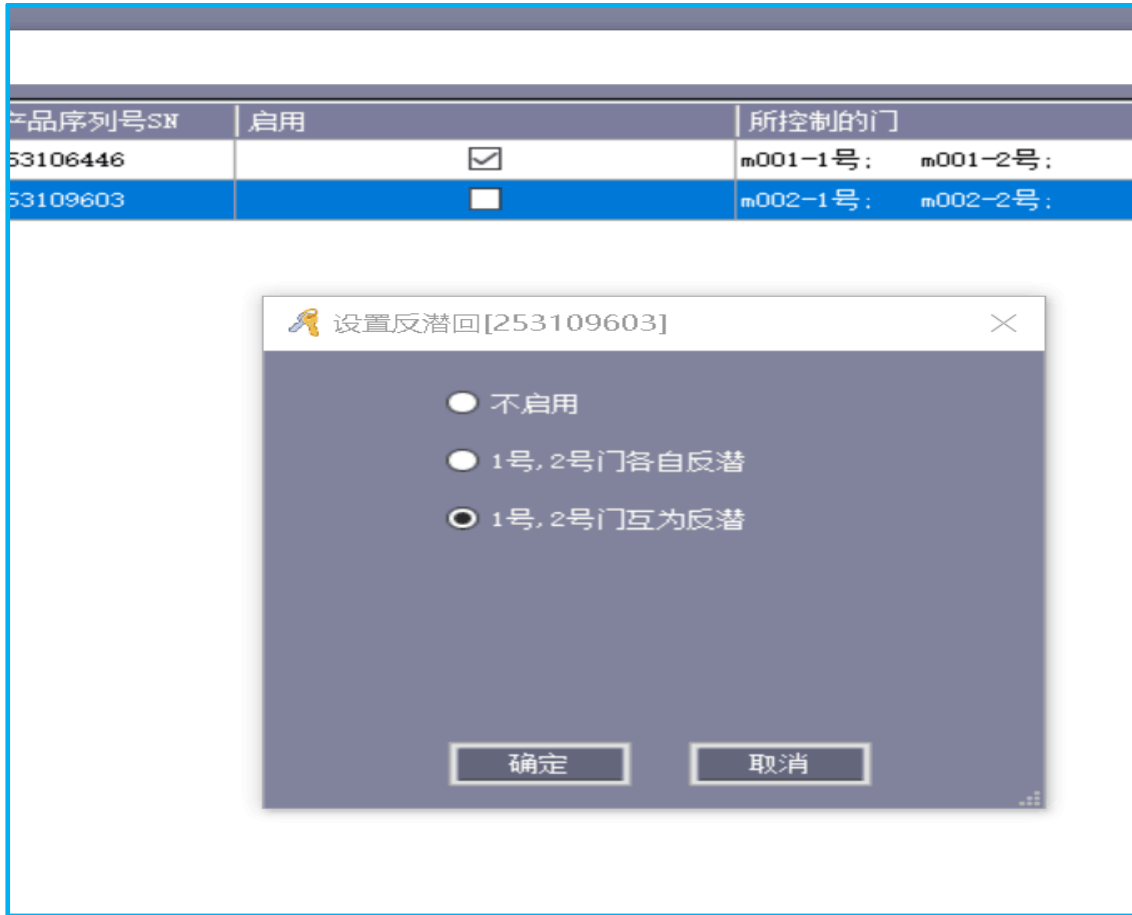 产品序列号SN 启用 所控制的门
53106446 m001-1号; m001-2号;
53109603 m002-1号; m002-2号;
设置反潜回[253109603]
不启用
1号,2号门各自反潜
1号,2号门互为反潜
确定 取消